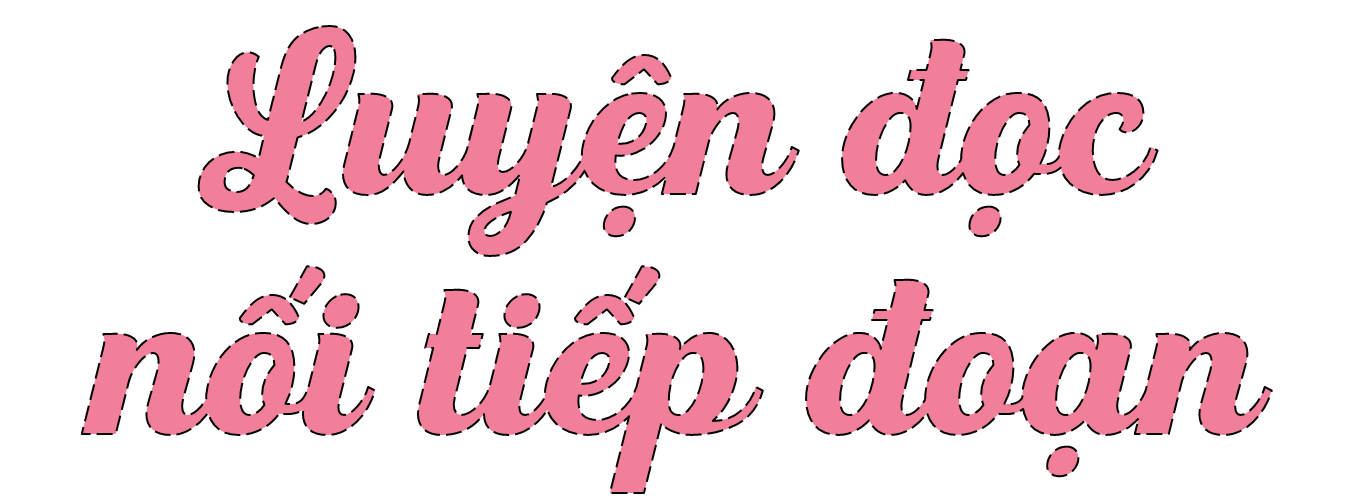 Luyện đọc
nối tiếp đoạn